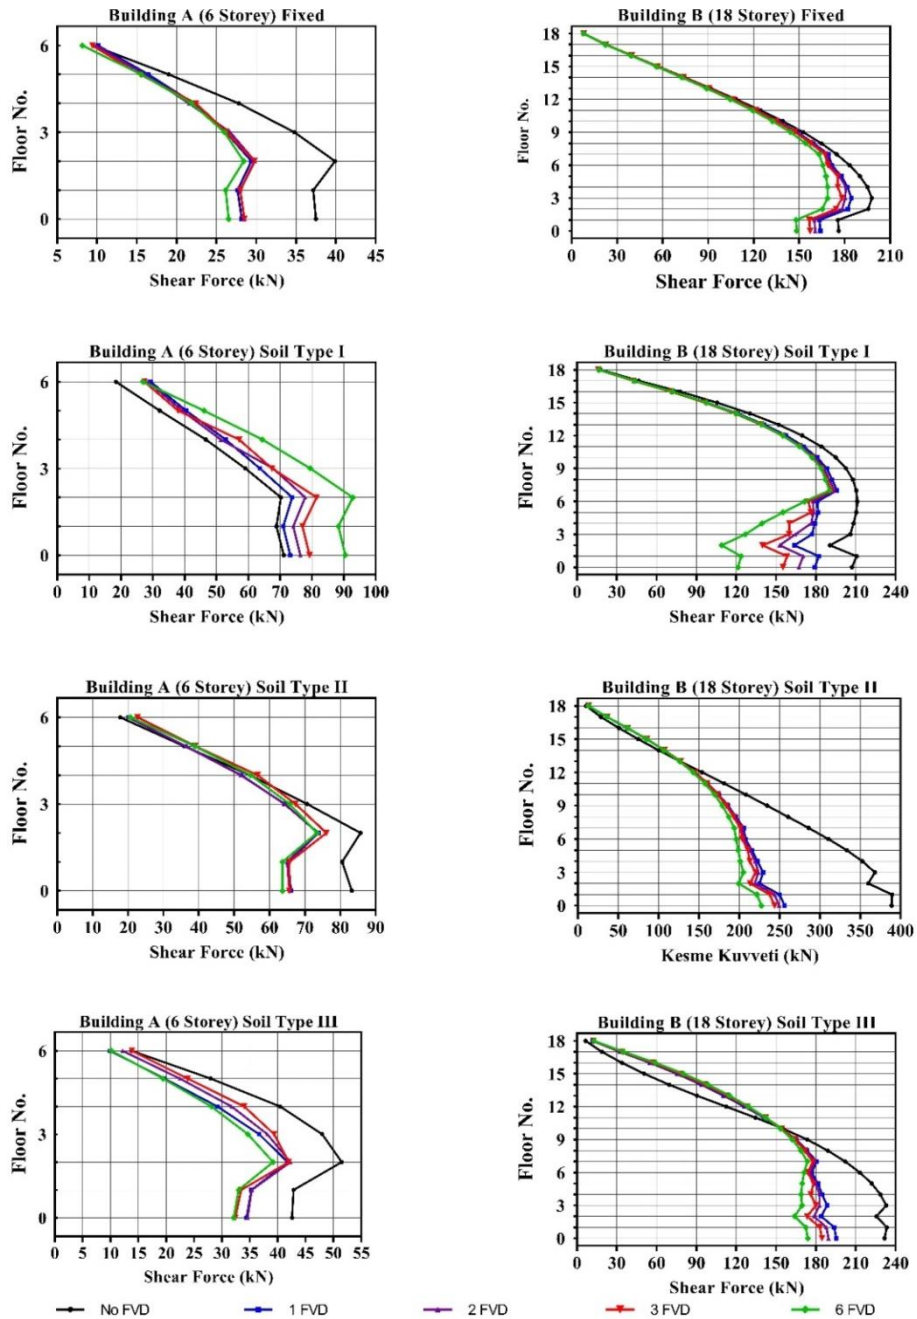 Building A (6 Storey) Fixed
Floor No.
6
3
0
5 10 15 20 25 30 35 40 45
Shear Force (kN)
Building B (18 Storey) Fixed
Floor No.
18
15
12
9
6
3
0
0 30 60 90 120 150 180 210
Shear Force (kN)
Building A (6 Storey) Soil Type I
Floor No.
6
3
0
0 10 20 30 40 50 60 70 80 90 100
Shear Force (kN)
Building B (18 Storey) Soil Type I
Floor No.
18
15
12
9
6
3
0
0 30 60 90 120 150 180 210 240
Shear Force (kN)
Building A (6 Storey) Soil Type II
Floor No.
6
3
0
0 10 20 30 40 50 60 70 80 90
Shear Force (kN)
Building B (18 Storey) Soil Type II
Floor No.
18
15
12
9
6
3
0
0 50 100 150 200 250 300 350 400
Kesme Kuvveti (kN)
Building A (6 Storey) Soil Type III
Floor No.
6
3
0
0 5 10 15 20 25 30 35 40 45 50 55
Shear Force (kN)
Building B (18 Storey) Soil Type III
Floor No.
18
15
12
9
6
3
0
0 30 60 90 120 150 180 210 240
Shear Force (kN)
No FVD 1 FVD 2 FVD 3 FVD 6 FVD